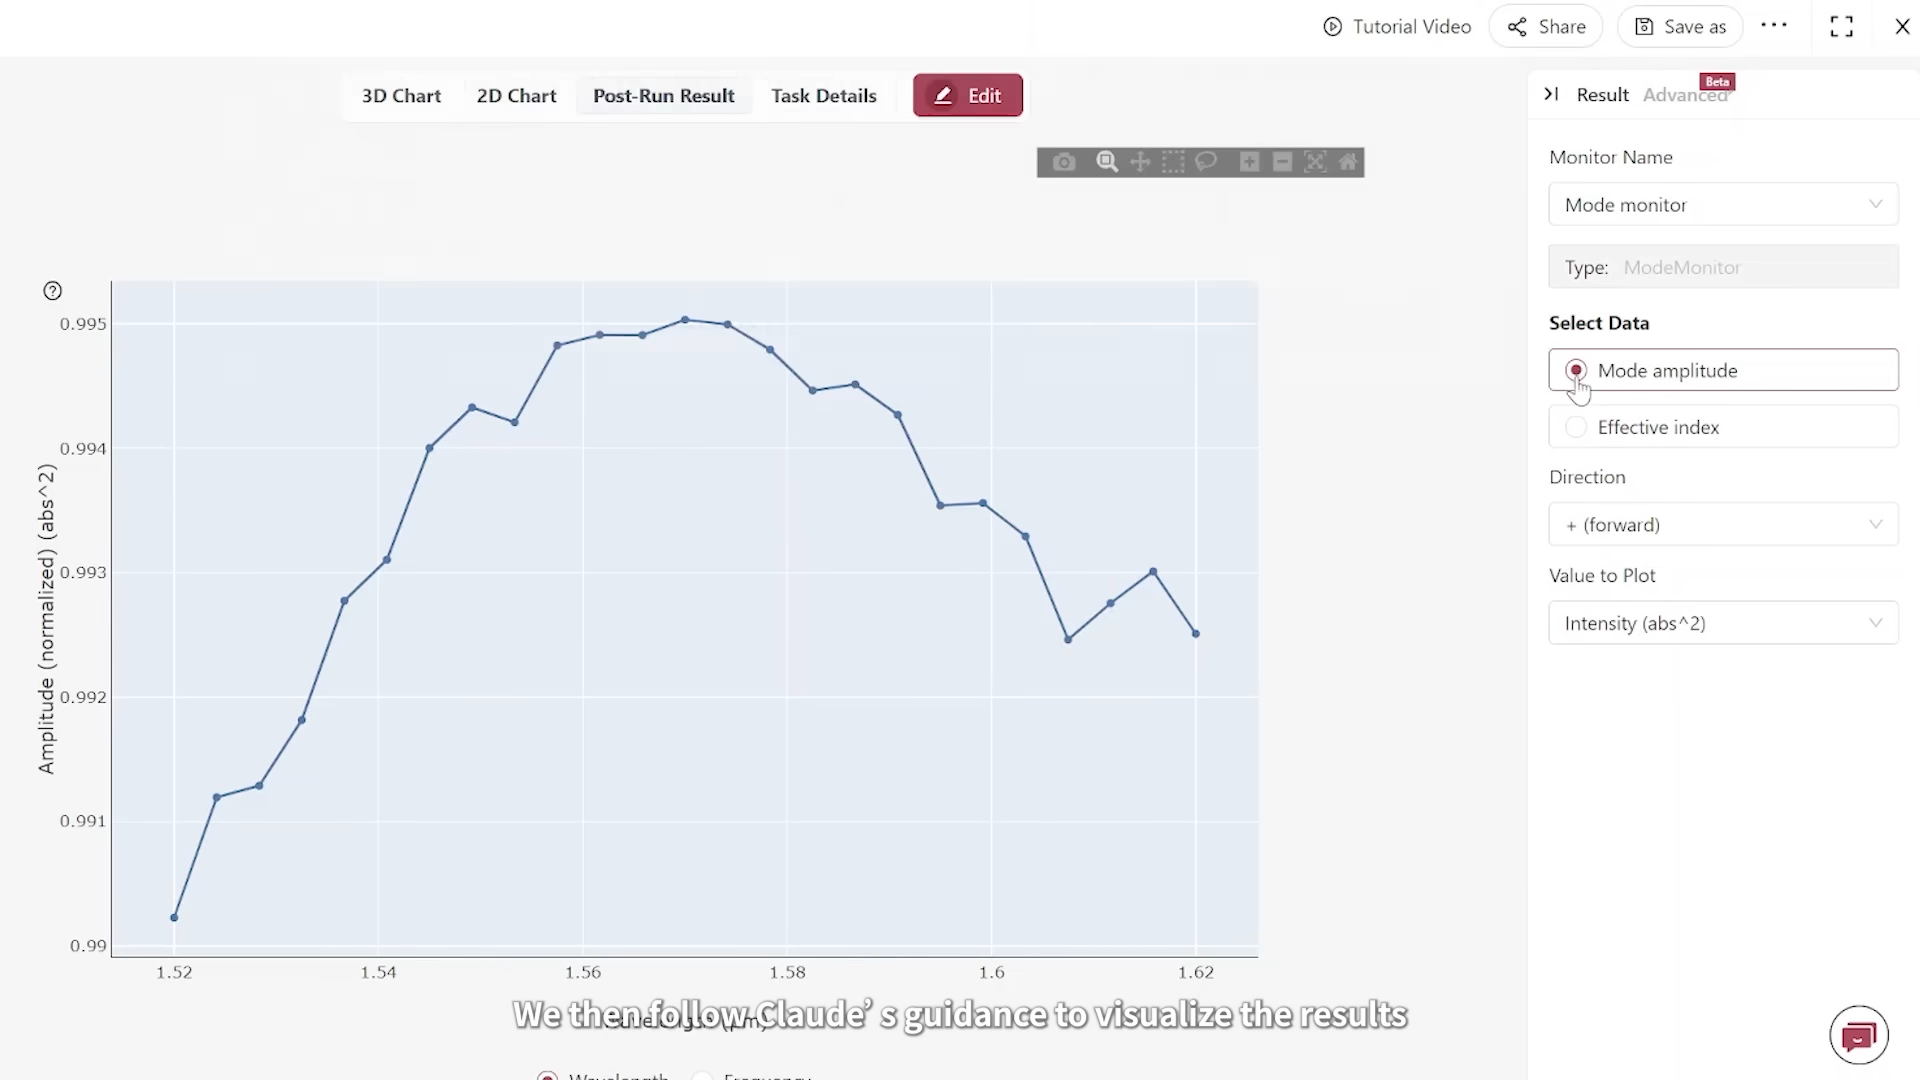 Tutorial Video
Share
Save as
3D Chart
2D Chart
Post-Run Result
Task Details
Edit
Result
Advanced
Beta
Monitor Name
Mode monitor
Type: ModeMonitor
Select Data
Mode amplitude
Effective index
Direction
+ (forward)
Value to Plot
Intensity (abs^2)
Amplitude (normalized) (abs^2)
0.995
0.994
0.993
0.992
0.991
0.99
1.52
1.54
1.56
1.58
1.6
1.62
We then follow Claude's guidance to visualize the results
Wavelength
Frequency